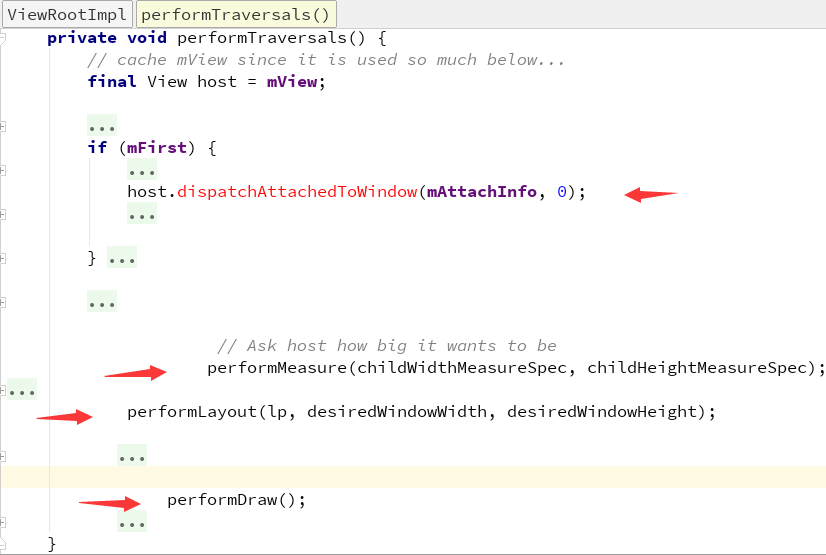 ViewRootImpl performTraversals()
private void performTraversals() {
// cache mView since it is used so much below...
final View host = mView;
...
if (mFirst) {
...
host.dispatchAttachedToWindow(mAttachInfo, 0);
...
} ...
...
// Ask host how big it wants to be
performMeasure(childWidthMeasureSpec, childHeightMeasureSpec);
...
performLayout(lp, desiredWindowWidth, desiredWindowHeight);
...
performDraw();
...
}